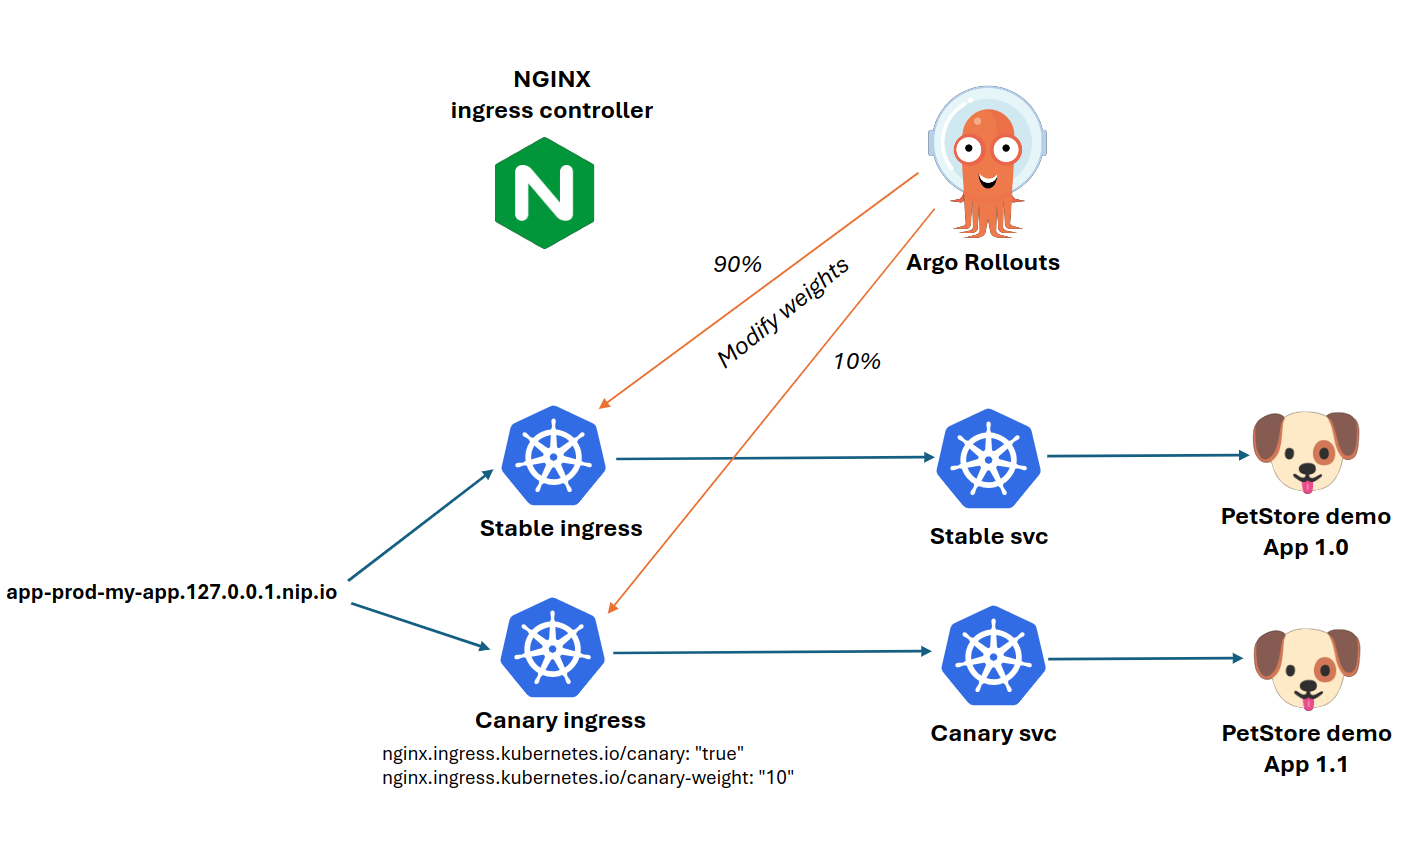 NGINX
ingress controller
N
Argo Rollouts
90%
Modify weights
10%
Stable ingress
Stable svc
PetStore demo
App 1.0
app-prod-my-app.127.0.0.1.nip.io
Canary ingress
nginx.ingress.kubernetes.io/canary: "true"
nginx.ingress.kubernetes.io/canary-weight: "10"
Canary svc
PetStore demo
App 1.1